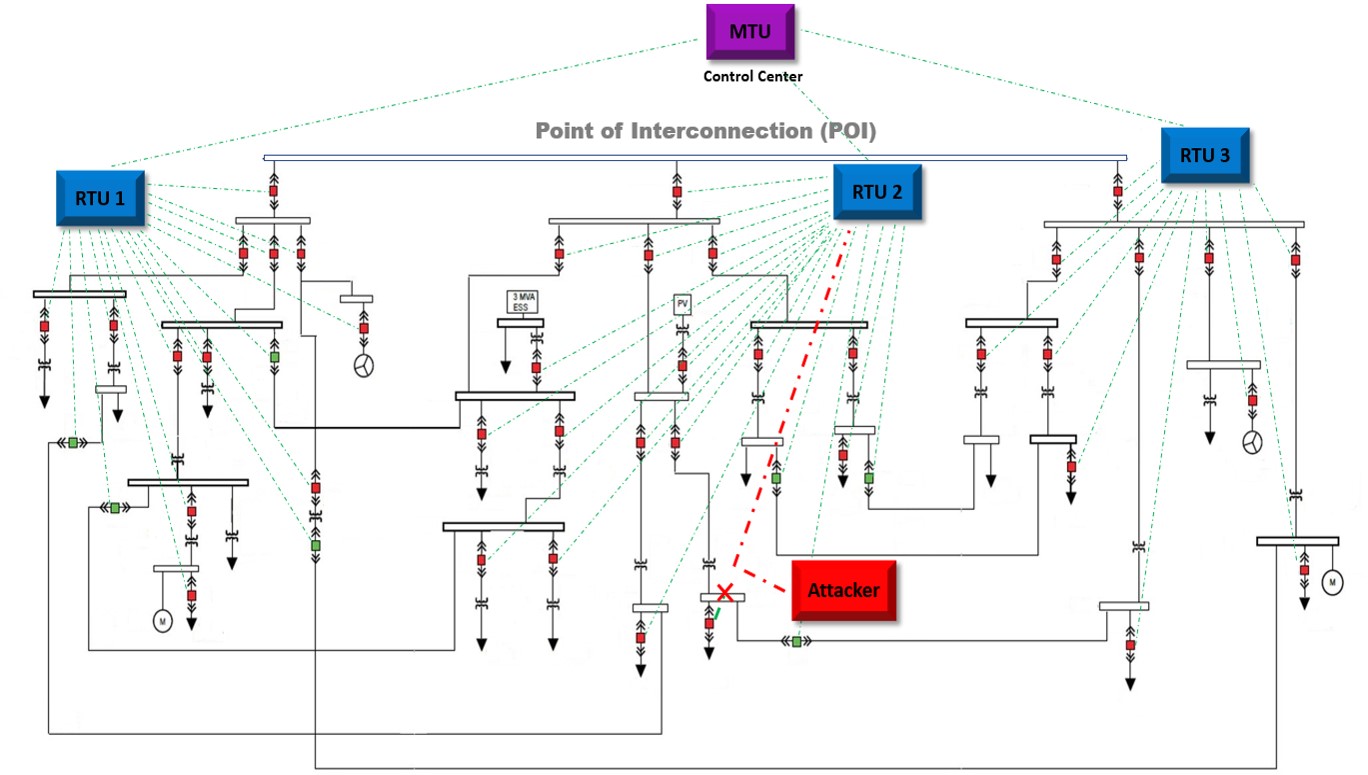 MTU
Control Center
Point of Interconnection (POI)
RTU 1
RTU 2
RTU 3
3 MVA
ESS
PV
M
M
Attacker